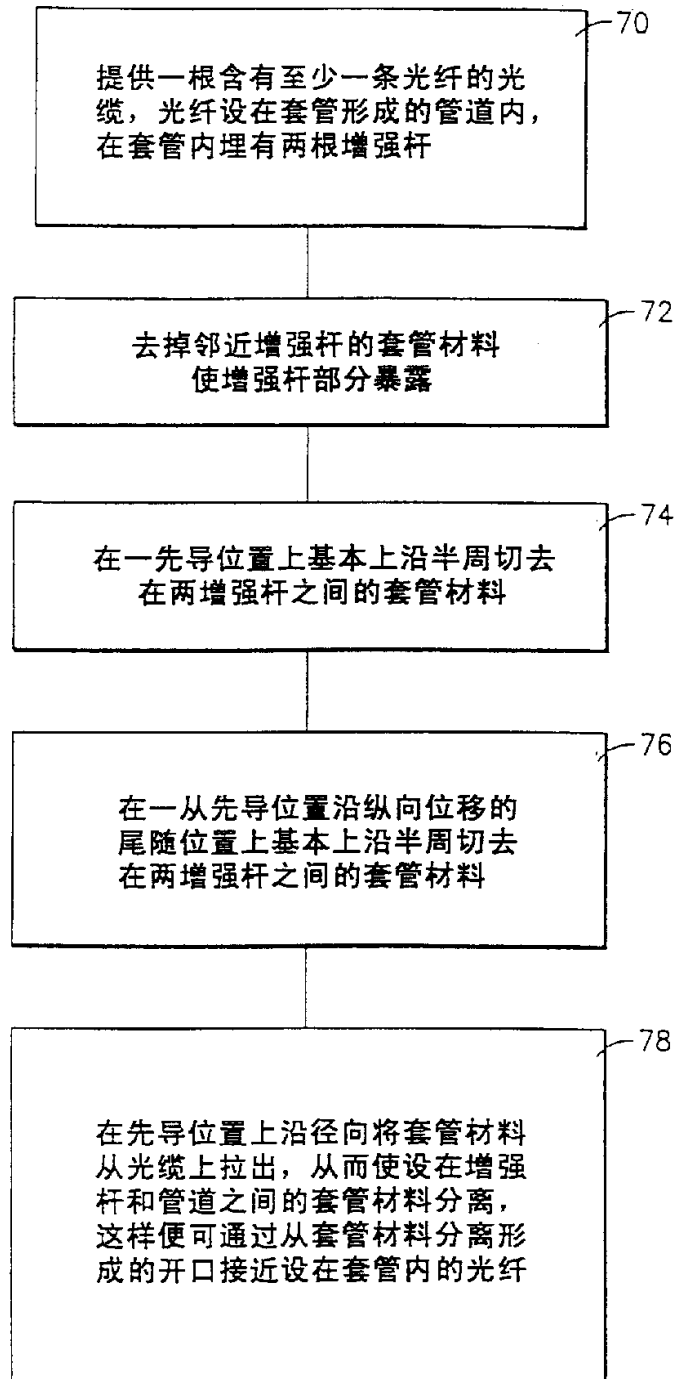 70
提供一根含有至少一条光纤的光
缆，光纤设在套管形成的管道内，
在套管内埋有两根增强杆
72
去掉邻近增强杆的套管材料
使增强杆部分暴露
74
在一先导位置上基本上沿半周切去
在两增强杆之间的套管材料
76
在一从先导位置沿纵向位移的
尾随位置上基本上沿半周切去
在两增强杆之间的套管材料
78
在先导位置上沿径向将套管材料
从光缆上拉出，从而使设在增强
杆和管道之间的套管材料分离，
这样便可通过从套管材料分离形
成的开口接近设在套管内的光纤